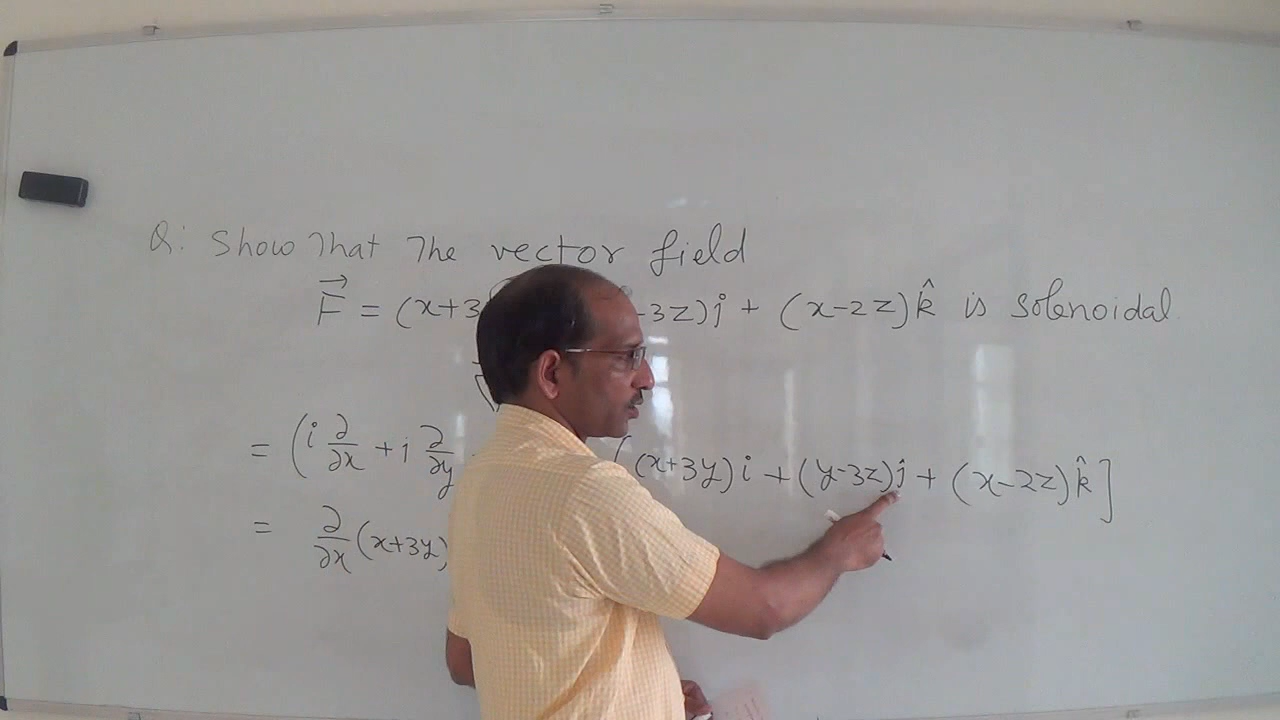 Q: Show That The vector field
F⃗ = (x+3 -3z)j + (x-2z)k̂ is solenoidal
= (i ∂/∂x + j ∂/∂y ((x+3y)i + (y-3z)j + (x-2z)k̂]
= ∂/∂x (x+3y)